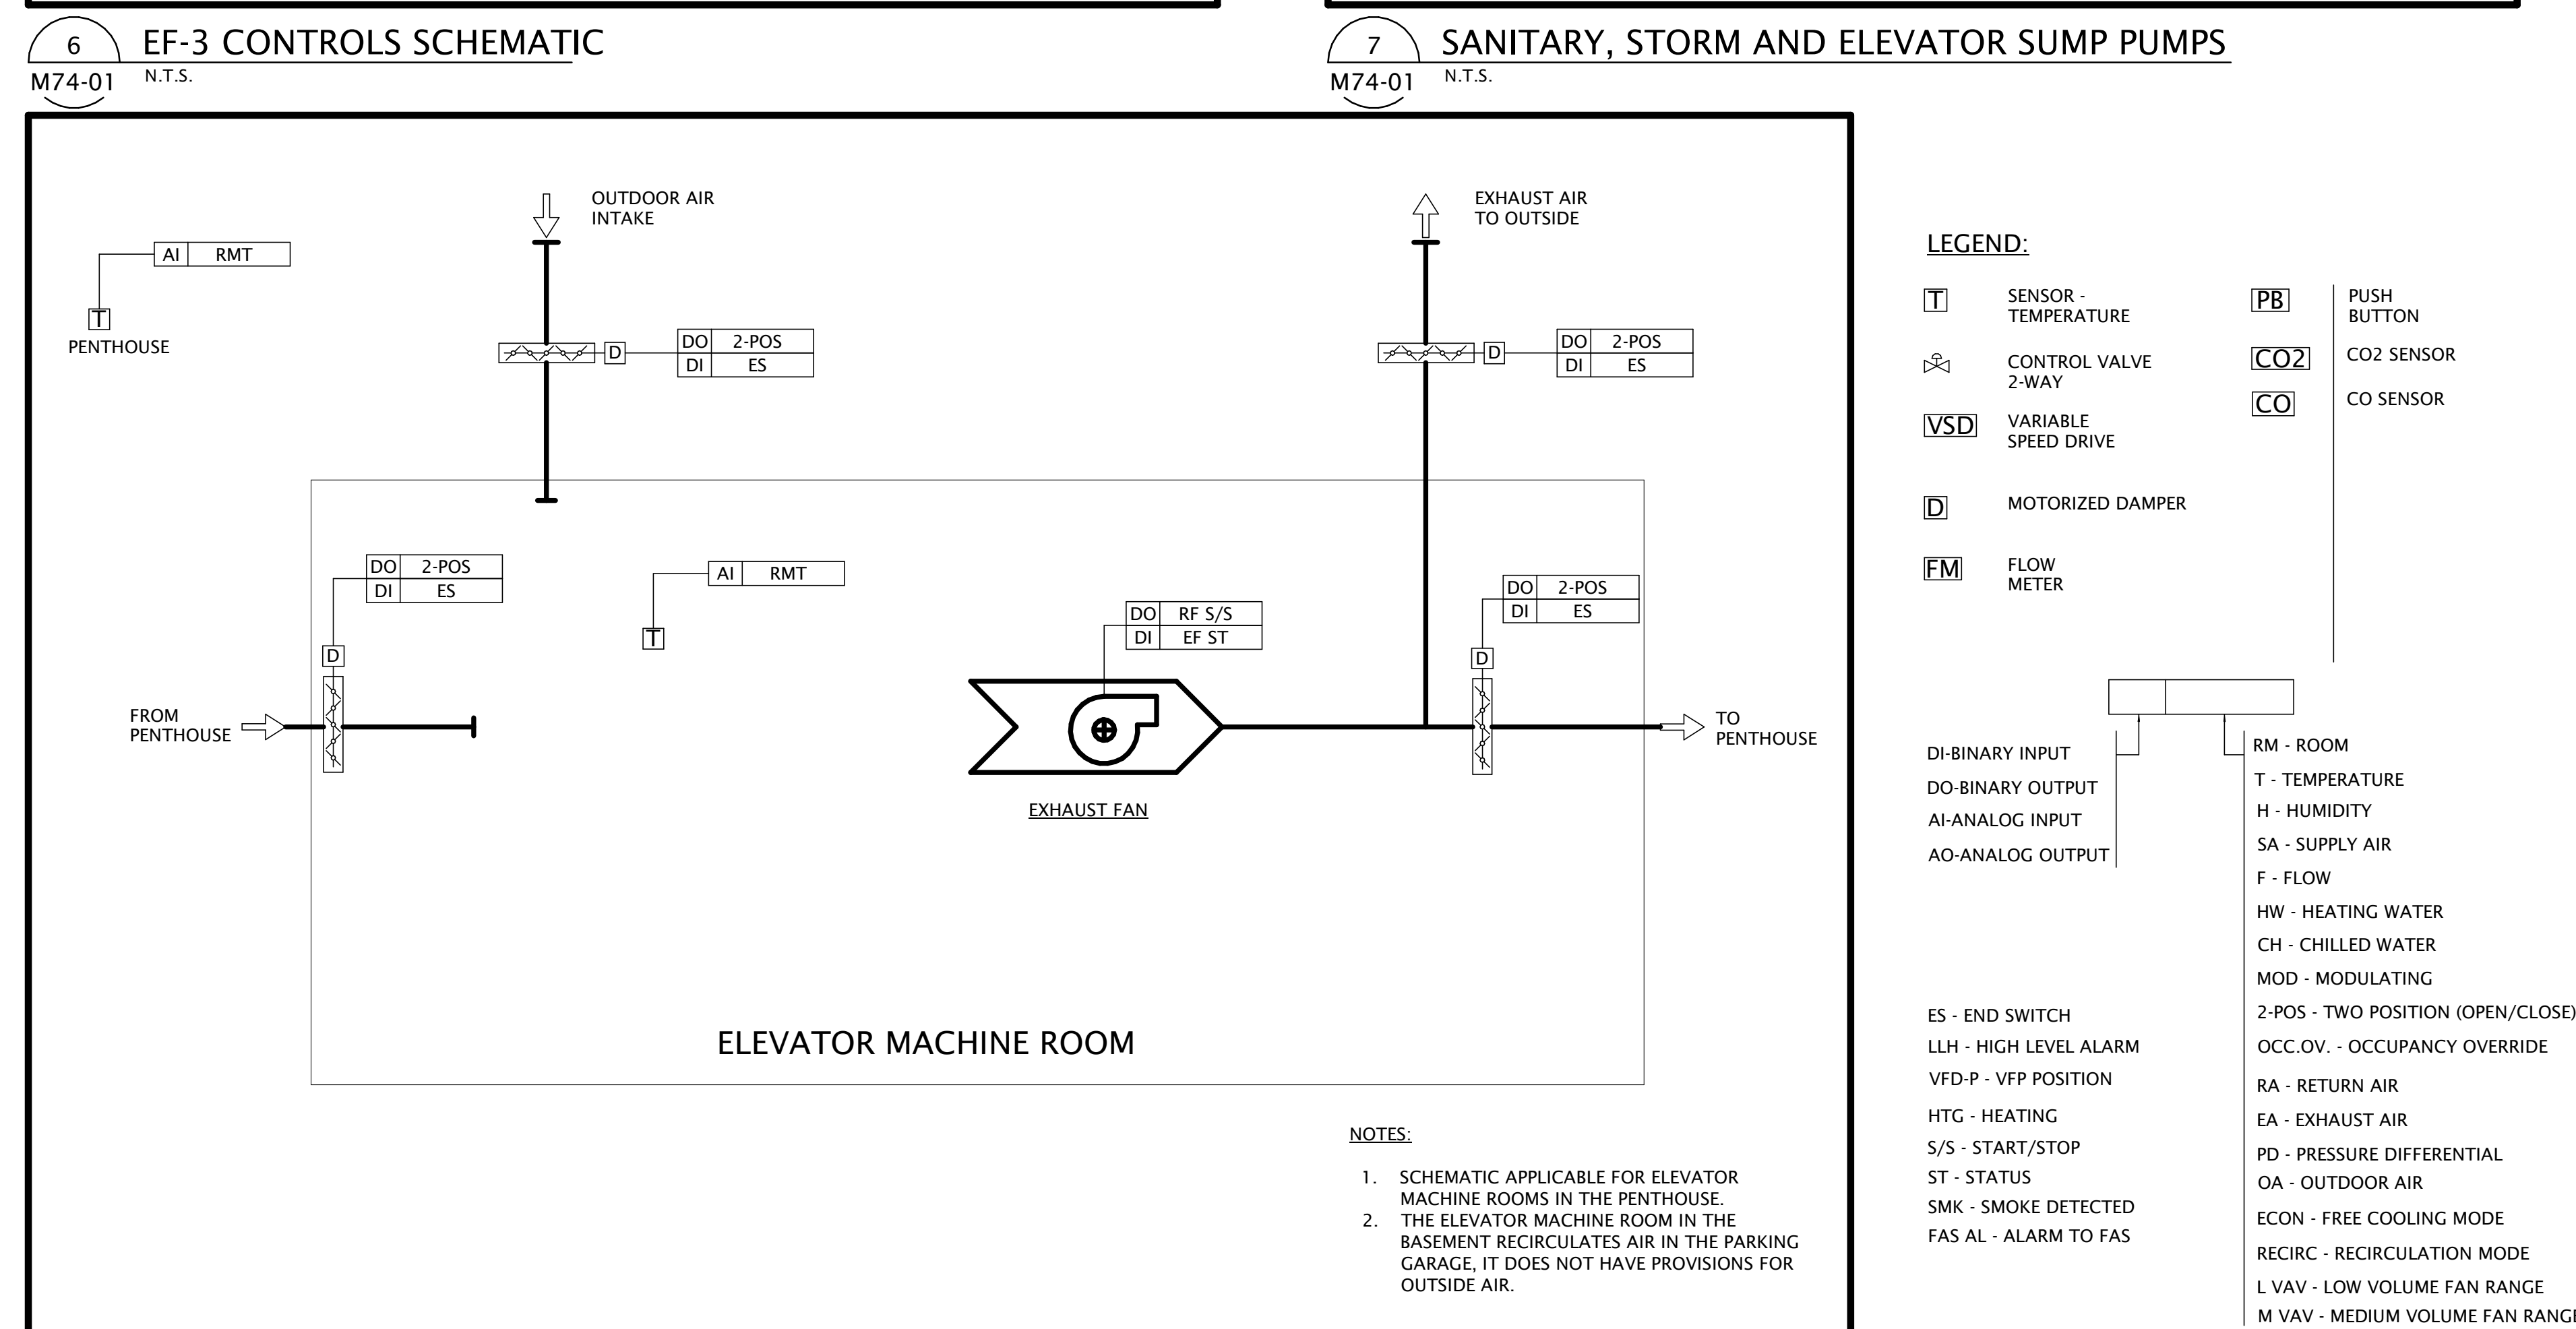 6
M74-01
EF-3 CONTROLS SCHEMATIC
N.T.S.
7
M74-01
SANITARY, STORM AND ELEVATOR SUMP PUMPS
N.T.S.
AI RMT
T
PENTHOUSE
OUTDOOR AIR
INTAKE
D
DO 2-POS
DI ES
EXHAUST AIR
TO OUTSIDE
D
DO 2-POS
DI ES
DO 2-POS
DI ES
D
FROM
PENTHOUSE
AI RMT
T
DO RF S/S
DI EF ST
EXHAUST FAN
DO 2-POS
DI ES
D
TO
PENTHOUSE
ELEVATOR MACHINE ROOM
NOTES:
1. SCHEMATIC APPLICABLE FOR ELEVATOR
MACHINE ROOMS IN THE PENTHOUSE.
2. THE ELEVATOR MACHINE ROOM IN THE
BASEMENT RECIRCULATES AIR IN THE PARKING
GARAGE, IT DOES NOT HAVE PROVISIONS FOR
OUTSIDE AIR.
LEGEND:
T SENSOR -
TEMPERATURE
CONTROL VALVE
2-WAY
VSD VARIABLE
SPEED DRIVE
D MOTORIZED DAMPER
FM FLOW
METER
PB PUSH
BUTTON
CO2 CO2 SENSOR
CO CO SENSOR
DI-BINARY INPUT
DO-BINARY OUTPUT
AI-ANALOG INPUT
AO-ANALOG OUTPUT
ES - END SWITCH
LLH - HIGH LEVEL ALARM
VFD-P - VFP POSITION
HTG - HEATING
S/S - START/STOP
ST - STATUS
SMK - SMOKE DETECTED
FAS AL - ALARM TO FAS
RM - ROOM
T - TEMPERATURE
H - HUMIDITY
SA - SUPPLY AIR
F - FLOW
HW - HEATING WATER
CH - CHILLED WATER
MOD - MODULATING
2-POS - TWO POSITION (OPEN/CLOSE)
OCC.OV. - OCCUPANCY OVERRIDE
RA - RETURN AIR
EA - EXHAUST AIR
PD - PRESSURE DIFFERENTIAL
OA - OUTDOOR AIR
ECON - FREE COOLING MODE
RECIRC - RECIRCULATION MODE
L VAV - LOW VOLUME FAN RANGE
M VAV - MEDIUM VOLUME FAN RANGE